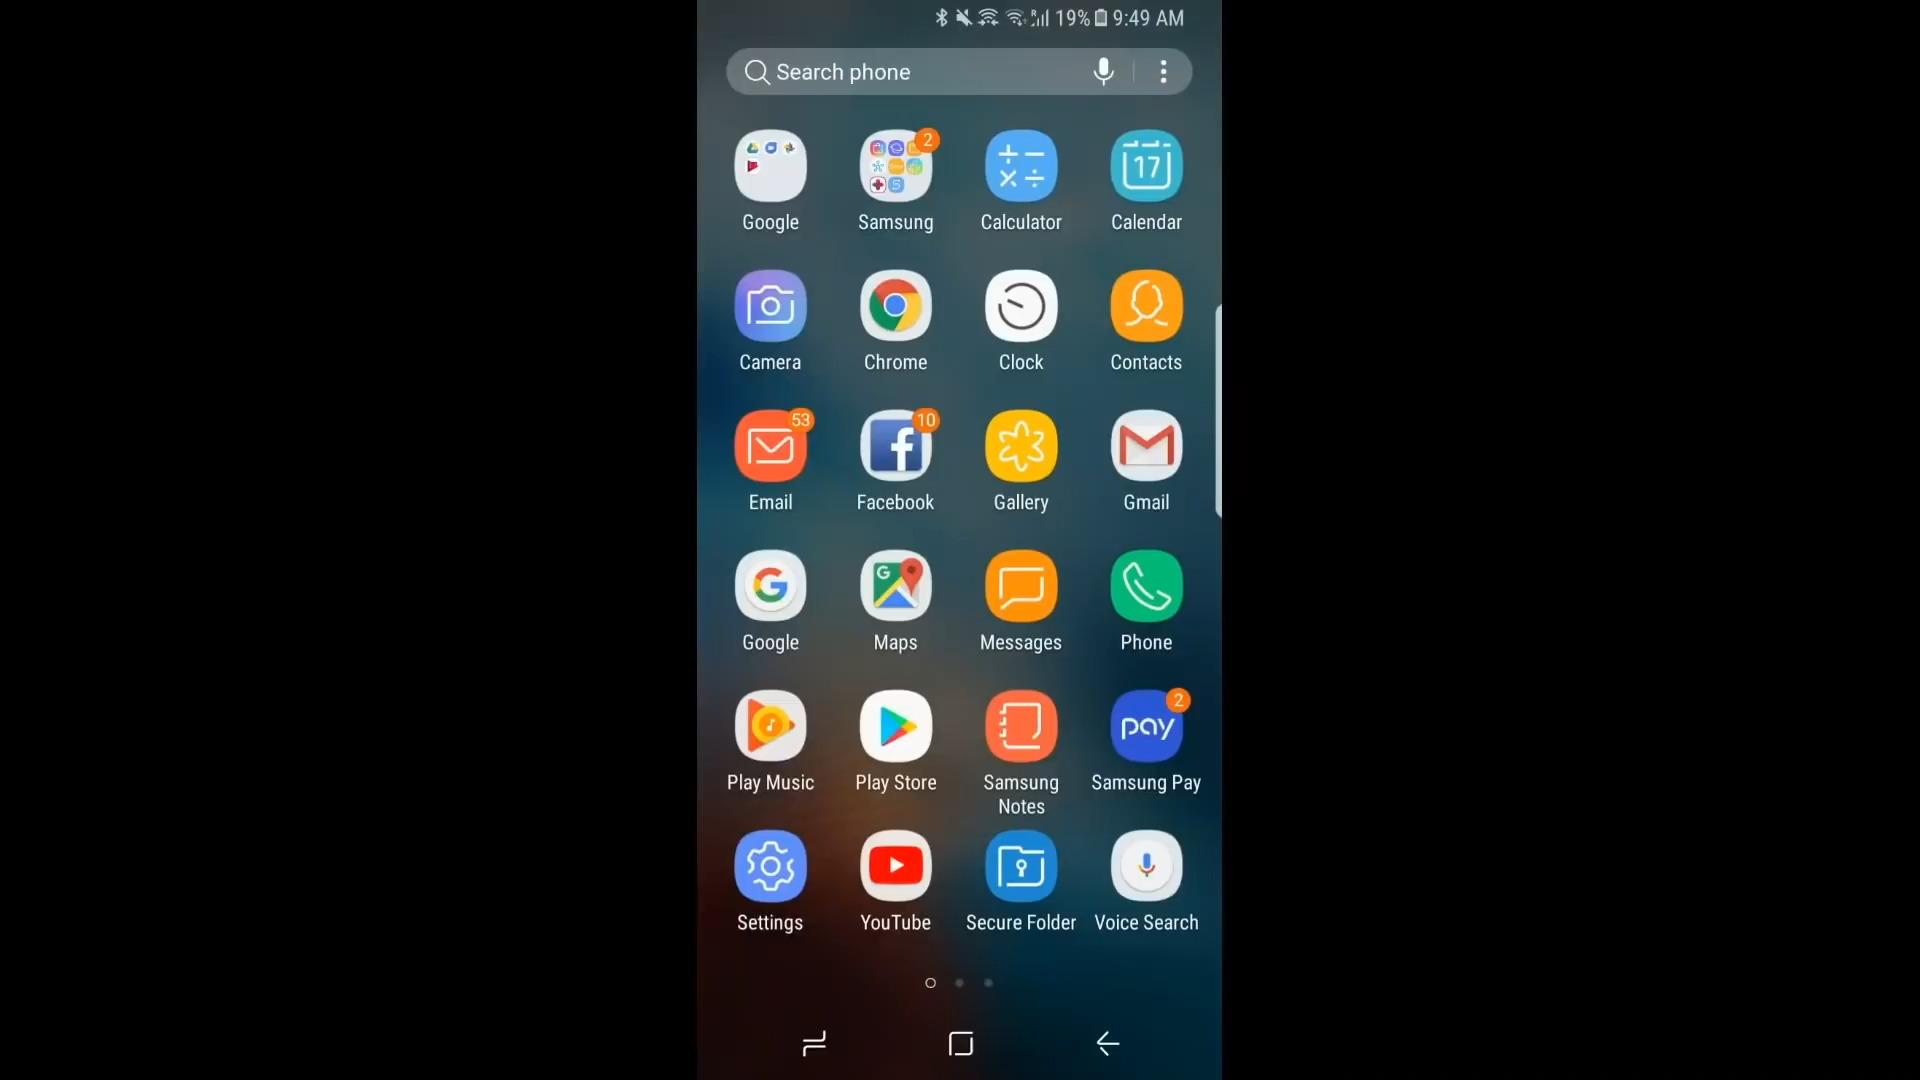 19% 9:49 AM
Search phone
2
17
Google Samsung Calculator Calendar
Camera Chrome Clock Contacts
53 10
Email Facebook Gallery Gmail
Google Maps Messages Phone
2
pay
Play Music Play Store Samsung Notes Samsung Pay
Settings YouTube Secure Folder Voice Search